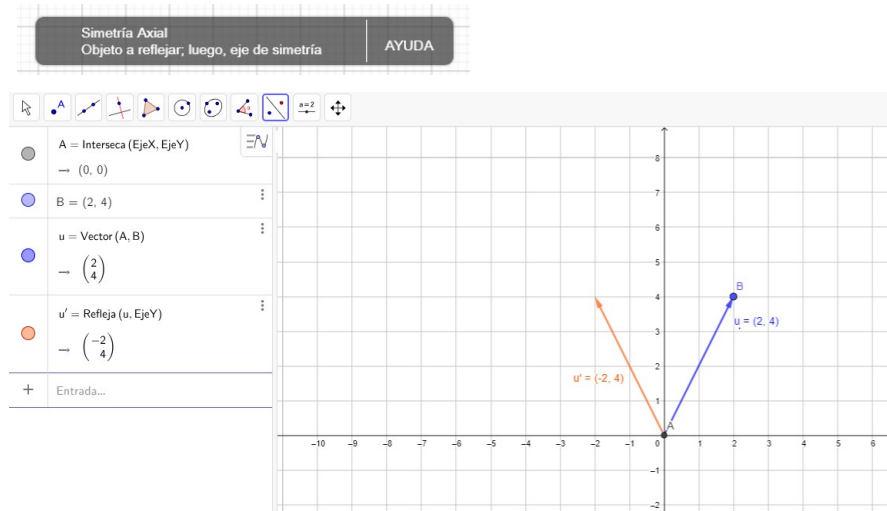 Simetría Axial
Objeto a reflejar; luego, eje de simetría
AYUDA
A
a=2
A = Interseca (EjeX, EjeY)
→ (0, 0)
B = (2, 4)
u = Vector (A, B)
→ (2
4)
u′ = Refleja (u, EjeY)
→ (−2
4)
+ Entrada...
8
7
6
5
4
B
u = (2, 4)
3
2
u' = (-2, 4)
1
A
–10 –9 –8 –7 –6 –5 –4 –3 –2 –1 0 1 2 3 4 5 6
–1
–2